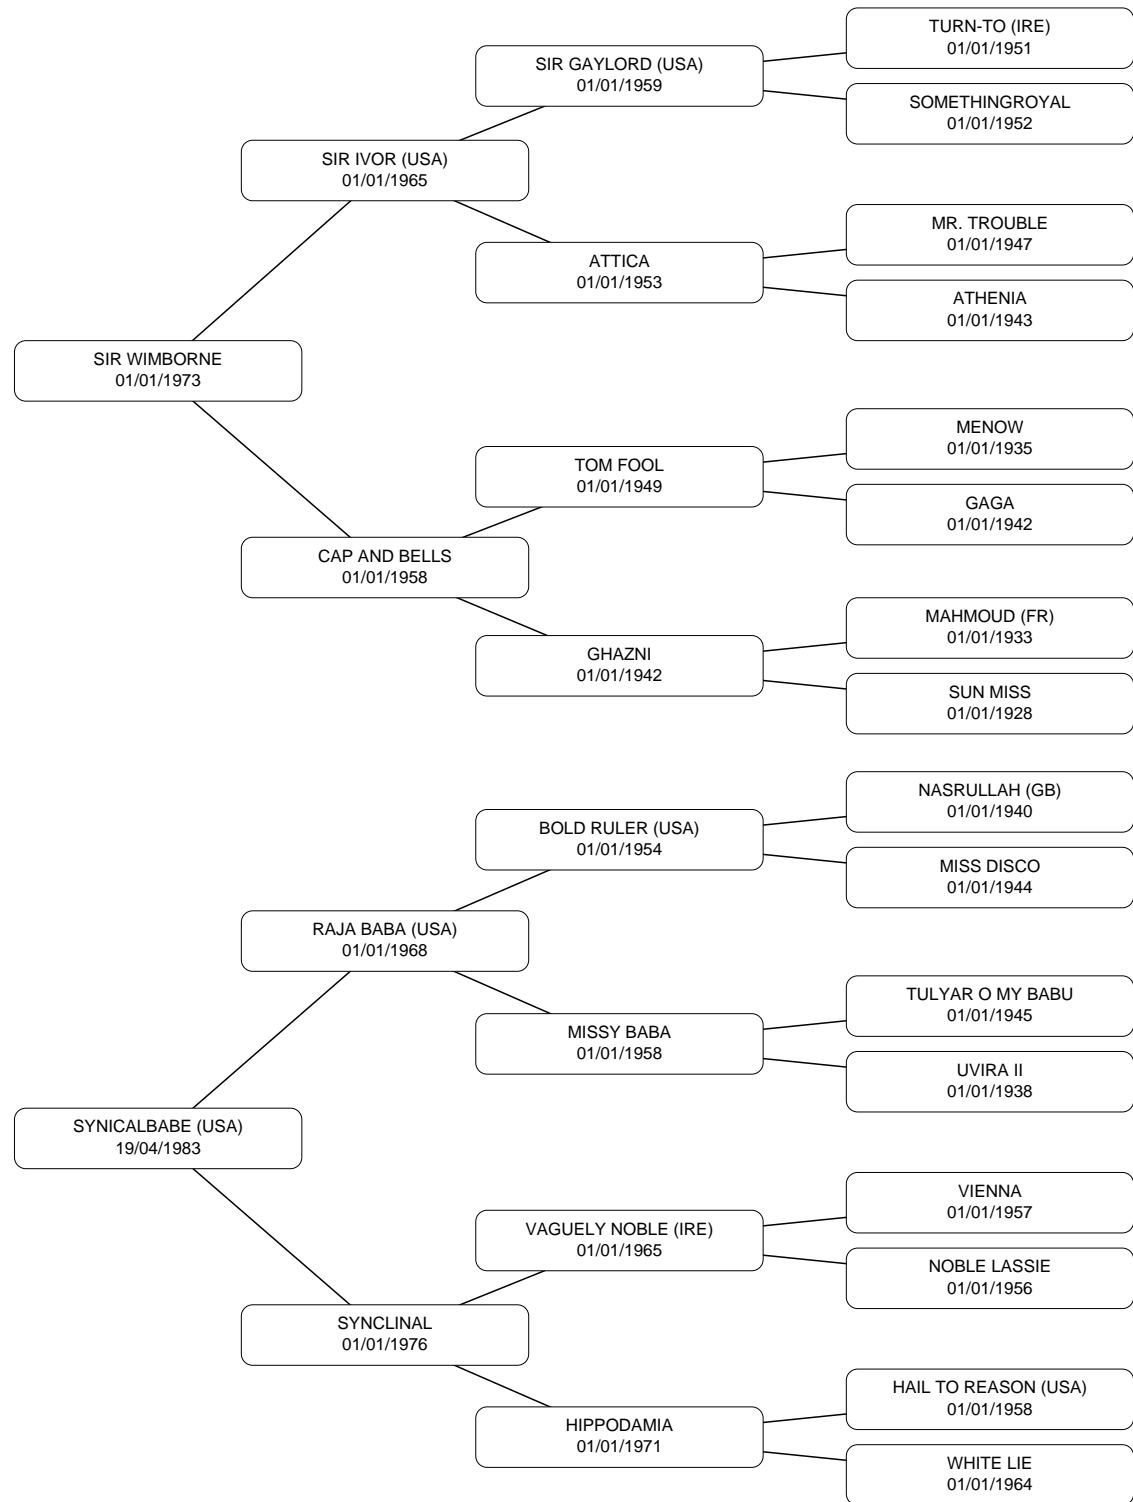 TURN-TO (IRE)
01/01/1951
SIR GAYLORD (USA)
01/01/1959
SOMETHINGROYAL
01/01/1952
SIR IVOR (USA)
01/01/1965
MR. TROUBLE
01/01/1947
ATTICA
01/01/1953
ATHENIA
01/01/1943
SIR WIMBORNE
01/01/1973
MENOW
01/01/1935
TOM FOOL
01/01/1949
GAGA
01/01/1942
CAP AND BELLS
01/01/1958
MAHMOUD (FR)
01/01/1933
GHAZNI
01/01/1942
SUN MISS
01/01/1928
NASRULLAH (GB)
01/01/1940
BOLD RULER (USA)
01/01/1954
MISS DISCO
01/01/1944
RAJA BABA (USA)
01/01/1968
TULYAR O MY BABU
01/01/1945
MISSY BABA
01/01/1958
UVIRA II
01/01/1938
SYNICALBABE (USA)
19/04/1983
VIENNA
01/01/1957
VAGUELY NOBLE (IRE)
01/01/1965
NOBLE LASSIE
01/01/1956
SYNCLINAL
01/01/1976
HAIL TO REASON (USA)
01/01/1958
HIPPODAMIA
01/01/1971
WHITE LIE
01/01/1964